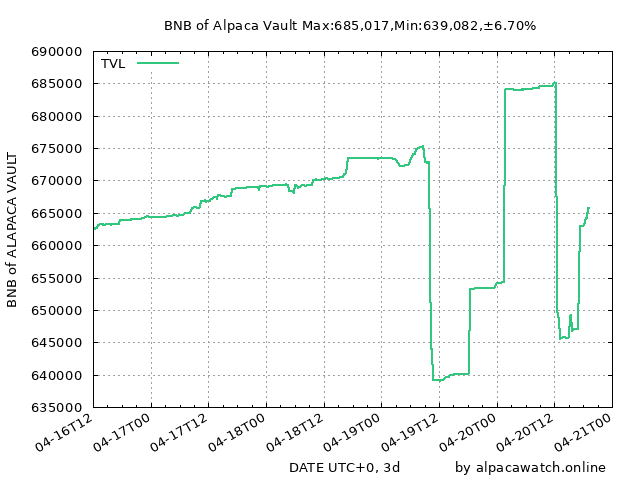 BNB of Alpaca Vault Max:685,017,Min:639,082,±6.70%
TVL
BNB of ALAPACA VAULT
690000
685000
680000
675000
670000
665000
660000
655000
650000
645000
640000
635000
04-16T12
04-17T00
04-17T12
04-18T00
04-18T12
04-19T00
04-19T12
04-20T00
04-20T12
04-21T00
DATE UTC+0, 3d
by alpacawatch.online